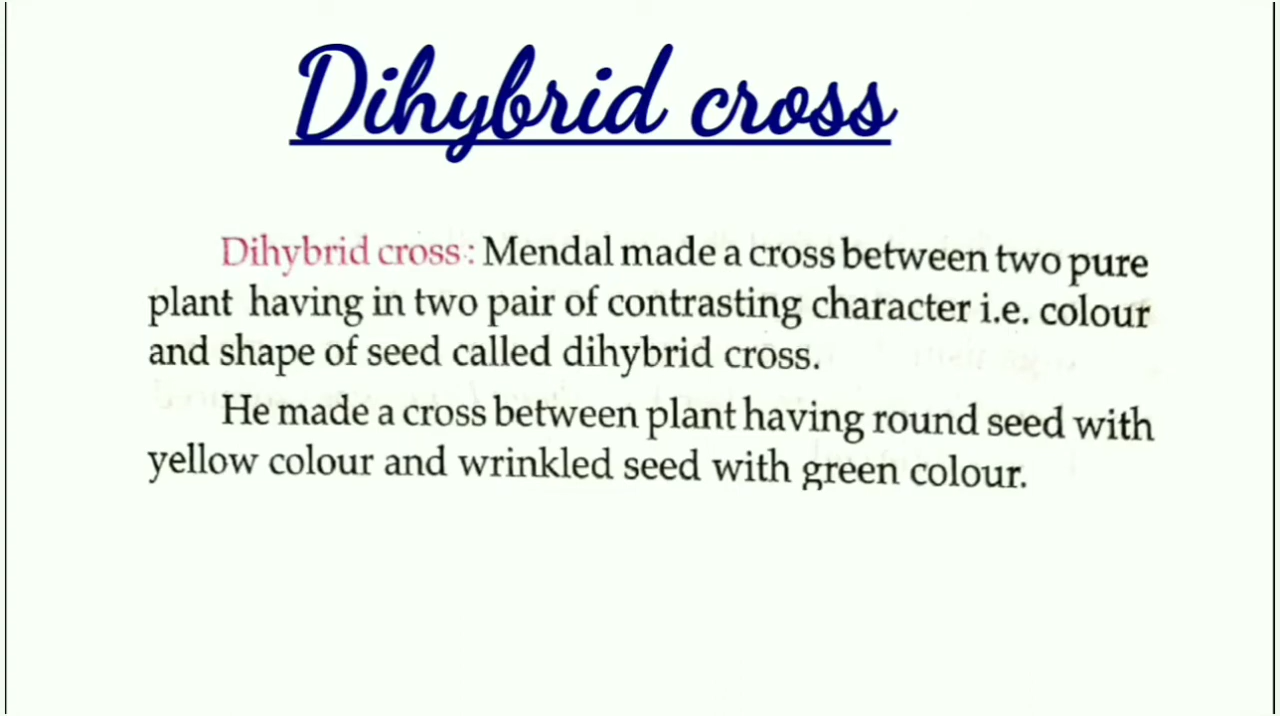 Dihybrid cross
Dihybrid cross : Mendal made a cross between two pure
plant having in two pair of contrasting character i.e. colour
and shape of seed called dihybrid cross.
He made a cross between plant having round seed with
yellow colour and wrinkled seed with green colour.